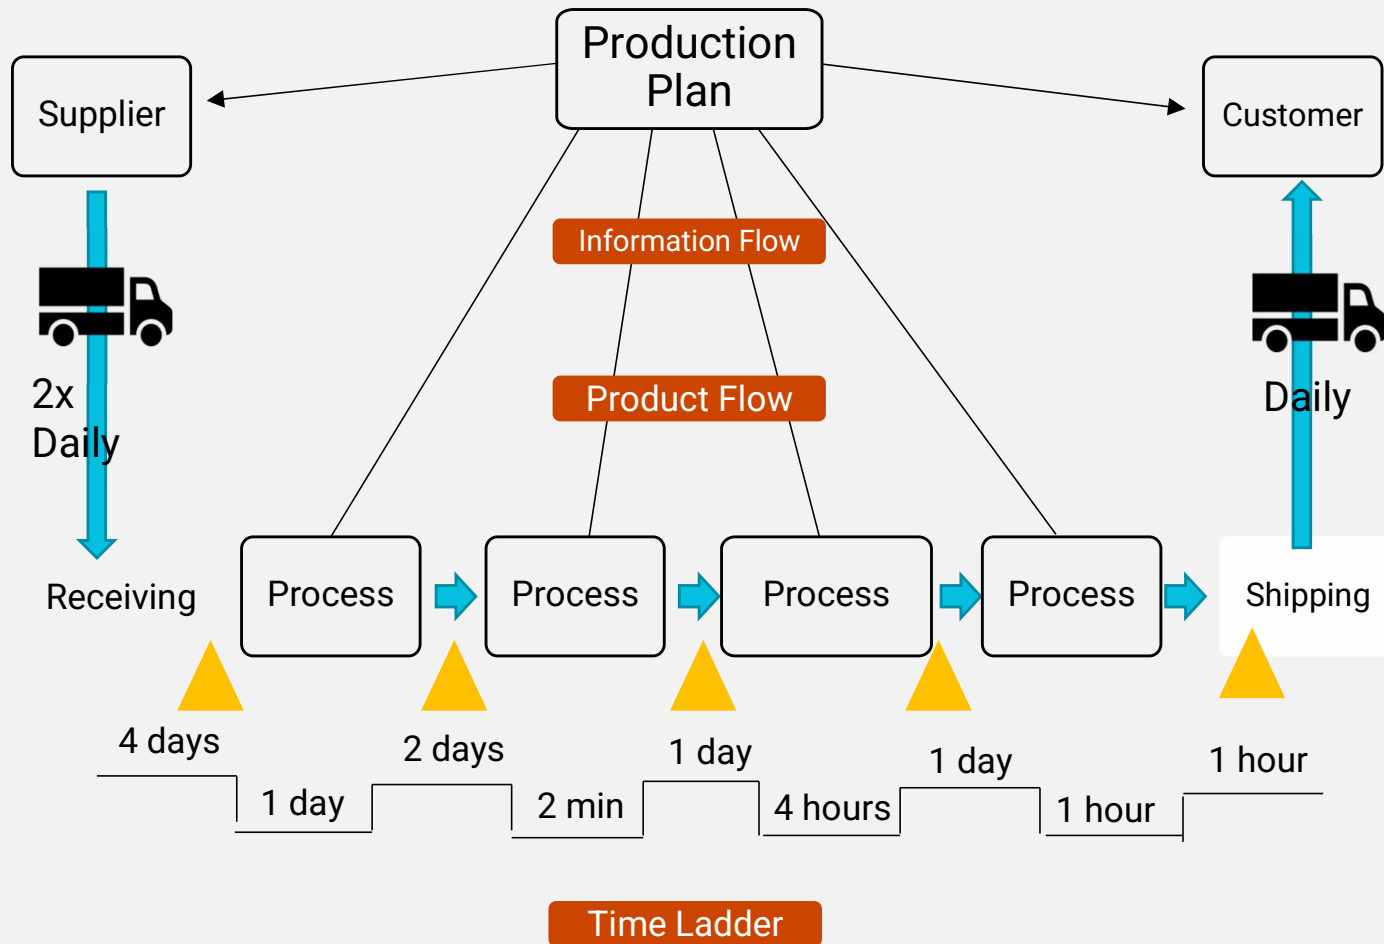 Production
Plan
Supplier
Customer
Information Flow
2x
Daily
Product Flow
Daily
Receiving
Process
Process
Process
Process
Shipping
4 days
2 days
1 day
1 day
1 hour
1 day
2 min
4 hours
1 hour
Time Ladder